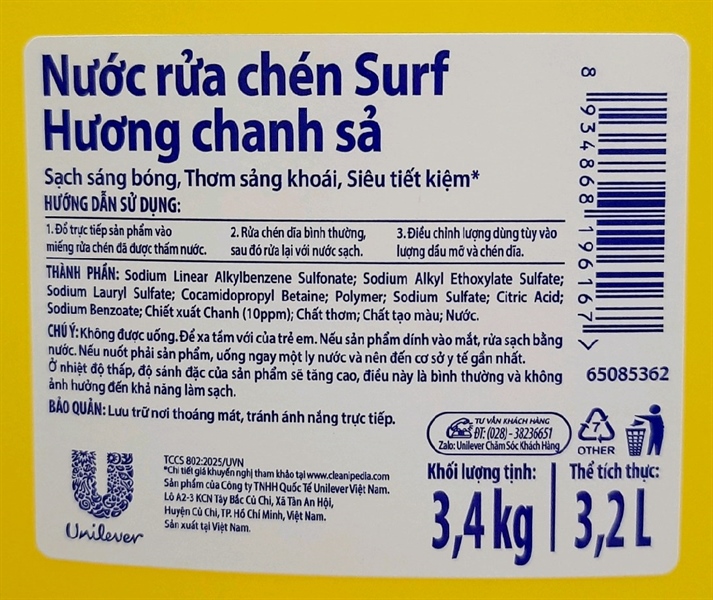 Nước rửa chén Surf
Hương chanh sả
Sạch sáng bóng, Thơm sảng khoái, Siêu tiết kiệm*
HƯỚNG DẪN SỬ DỤNG:
1. Đổ trực tiếp sản phẩm vào
miếng rửa chén đã được thấm nước.
2. Rửa chén dĩa bình thường,
sau đó rửa lại với nước sạch.
3. Điều chỉnh lượng dùng tùy vào
lượng dầu mỡ và chén dĩa.
THÀNH PHẦN: Sodium Linear Alkylbenzene Sulfonate; Sodium Alkyl Ethoxylate Sulfate;
Sodium Lauryl Sulfate; Cocamidopropyl Betaine; Polymer; Sodium Sulfate; Citric Acid;
Sodium Benzoate; Chiết xuất Chanh (10ppm); Chất thơm; Chất tạo màu; Nước.
CHÚ Ý: Không được uống. Để xa tầm với của trẻ em. Nếu sản phẩm dính vào mắt, rửa sạch bằng
nước. Nếu nuốt phải sản phẩm, uống ngay một ly nước và nên đến cơ sở y tế gần nhất.
Ở nhiệt độ thấp, độ sánh đặc của sản phẩm sẽ tăng cao, điều này là bình thường và không
ảnh hưởng đến khả năng làm sạch.
BẢO QUẢN: Lưu trữ nơi thoáng mát, tránh ánh nắng trực tiếp.
8 934868 196167 >
65085362
TƯ VẤN KHÁCH HÀNG
ĐT: (028) - 38236651
Zalo: Unilever Chăm Sóc Khách Hàng
7
OTHER
Unilever
TCCS 802:2025/UVN
*Chi tiết giá khuyến nghị tham khảo tại www.cleanipedia.com
Sản phẩm của Công ty TNHH Quốc Tế Unilever Việt Nam.
Lô A2-3 KCN Tây Bắc Củ Chi, Xã Tân An Hội,
Huyện Củ Chi, TP. Hồ Chí Minh, Việt Nam.
Sản xuất tại Việt Nam.
Khối lượng tịnh:
3,4 kg
Thể tích thực:
3,2 L